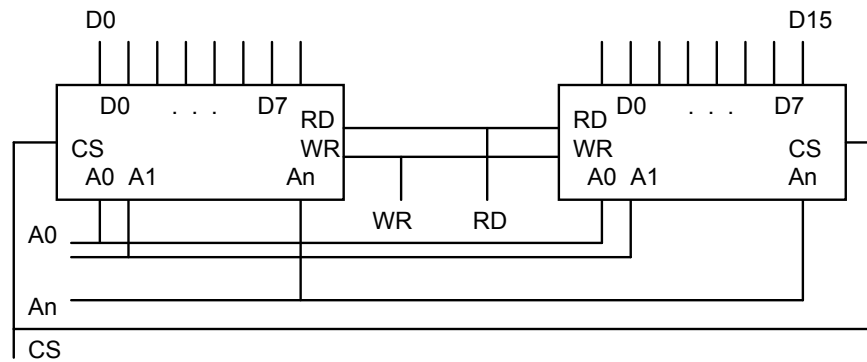 D0 D15
D0 . . . D7 D0 . . . D7
RD RD
CS WR WR CS
A0 A1 An A0 A1 An
WR RD
A0
An
CS